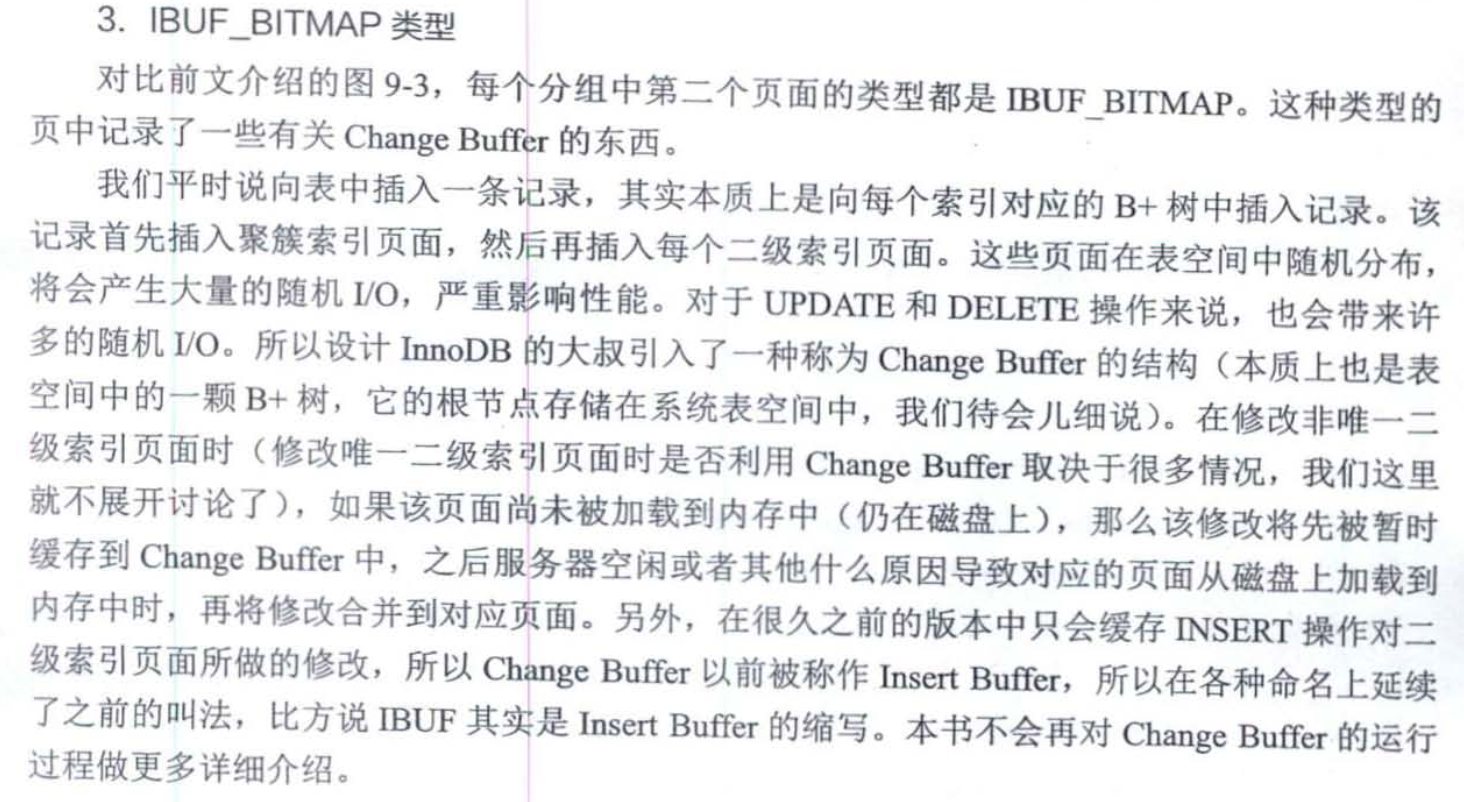 3. IBUF_BITMAP 类型
对比前文介绍的图 9-3，每个分组中第二个页面的类型都是 IBUF_BITMAP。这种类型的
页中记录了一些有关 Change Buffer 的东西。
我们平时说向表中插入一条记录，其实本质上是向每个索引对应的 B+ 树中插入记录。该
记录首先插入聚簇索引页面，然后再插入每个二级索引页面。这些页面在表空间中随机分布，
将会产生大量的随机 I/O，严重影响性能。对于 UPDATE 和 DELETE 操作来说，也会带来许
多的随机 I/O。所以设计 InnoDB 的大叔引入了一种称为 Change Buffer 的结构（本质上也是表
空间中的一颗 B+ 树，它的根节点存储在系统表空间中，我们待会儿细说）。在修改非唯一二
级索引页面时（修改唯一二级索引页面时是否利用 Change Buffer 取决于很多情况，我们这里
就不展开讨论了），如果该页面尚未被加载到内存中（仍在磁盘上），那么该修改将先被暂时
缓存到 Change Buffer 中，之后服务器空闲或者其他什么原因导致对应的页面从磁盘上加载到
内存中时，再将修改合并到对应页面。另外，在很久之前的版本中只会缓存 INSERT 操作对二
级索引页面所做的修改，所以 Change Buffer 以前被称作 Insert Buffer，所以在各种命名上延续
了之前的叫法，比方说 IBUF 其实是 Insert Buffer 的缩写。本书不会再对 Change Buffer 的运行
过程做更多详细介绍。